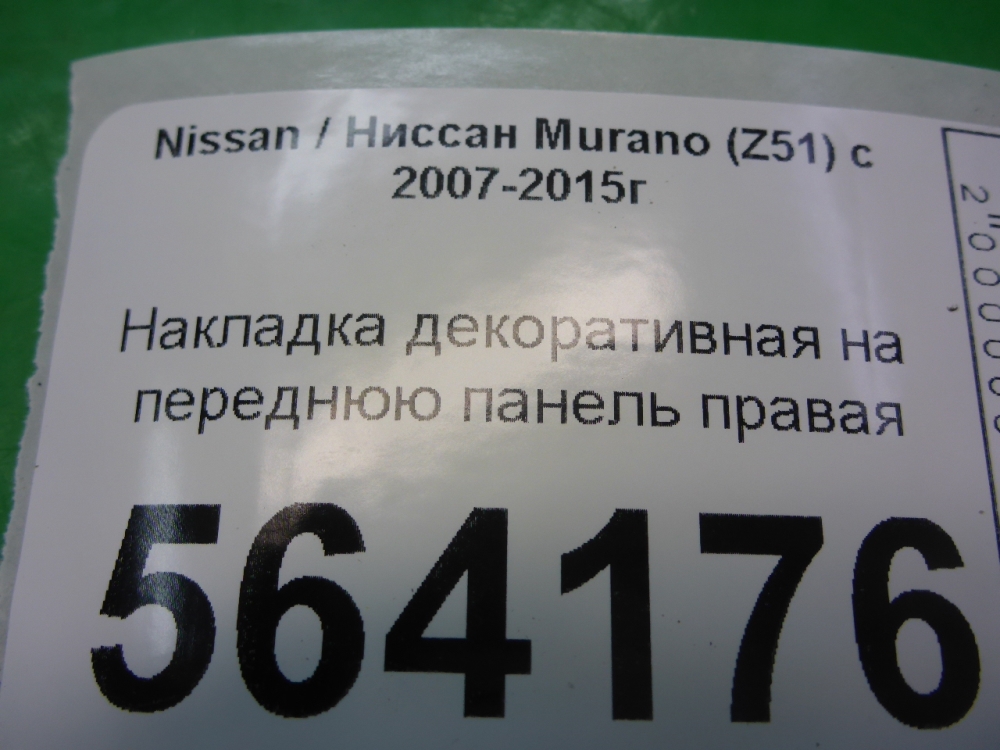 Nissan / Ниссан Murano (Z51) с
2007-2015г
Накладка декоративная на
переднюю панель правая
564176